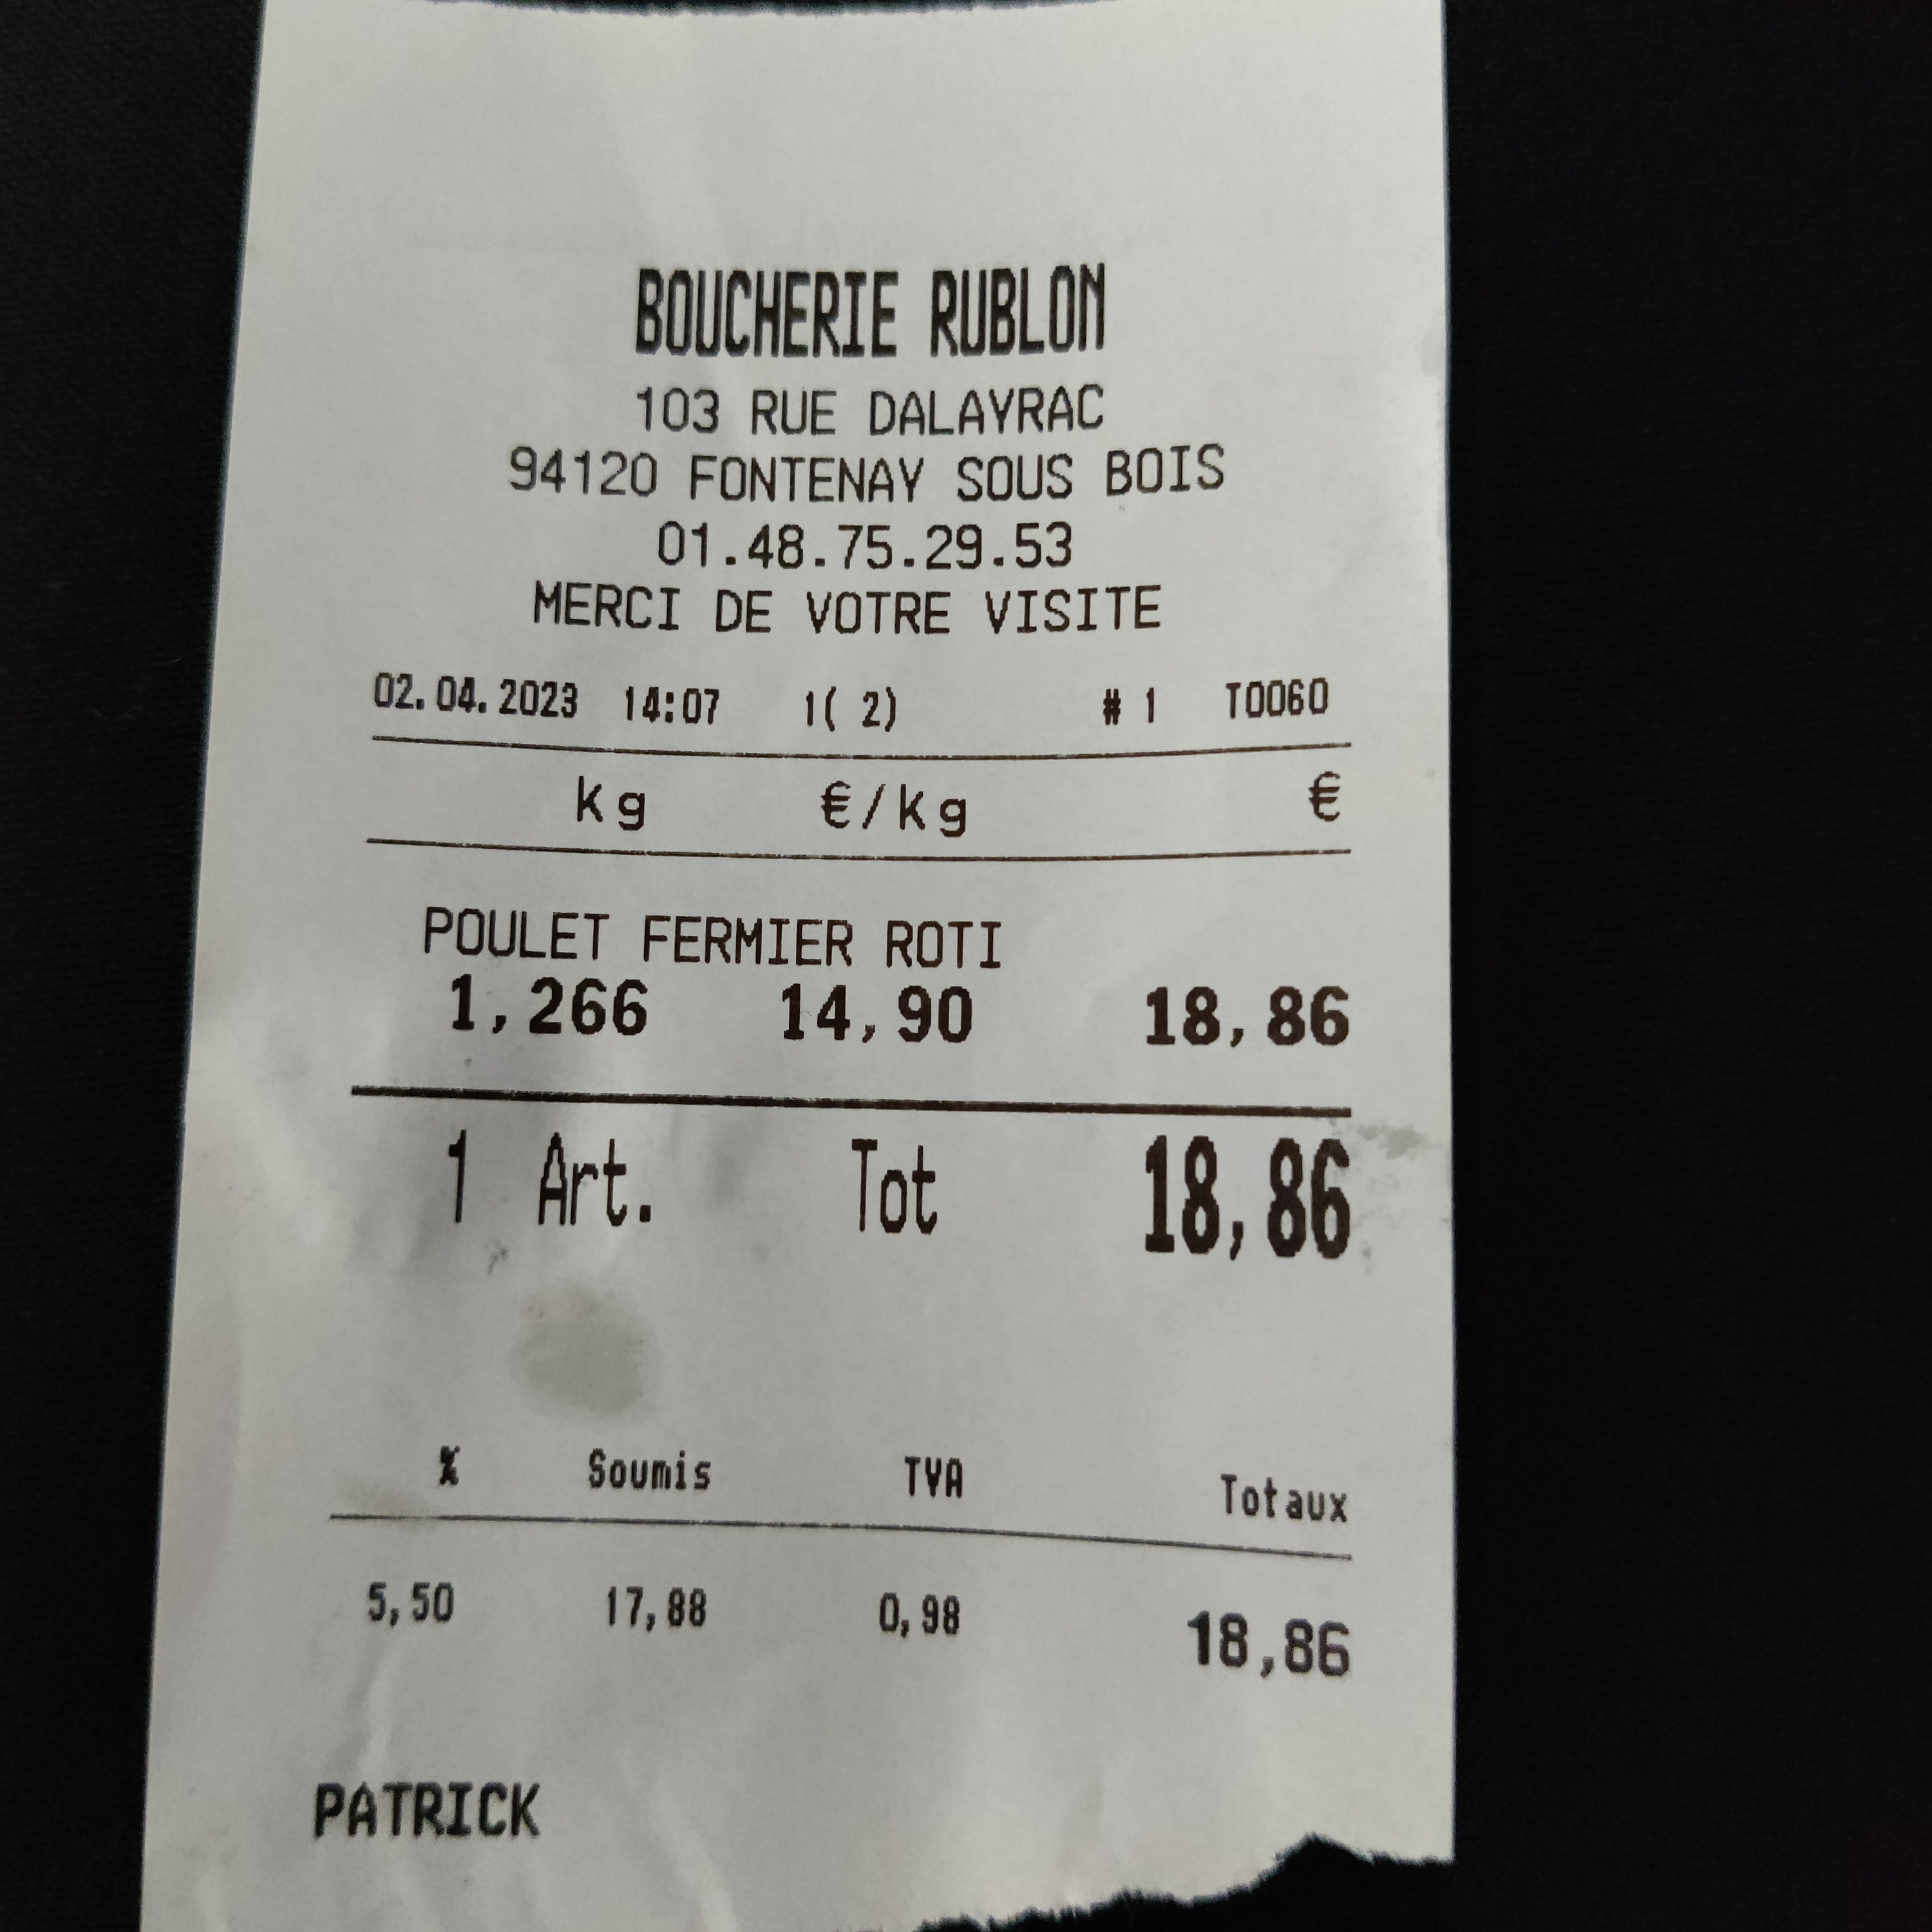 BOUCHERIE RUBLON
103 RUE DALAYRAC
94120 FONTENAY SOUS BOIS
01.48.75.29.53
MERCI DE VOTRE VISITE
02.04.2023 14:07 1( 2) # 1 T0060
kg €/kg €
POULET FERMIER ROTI
1,266 14,90 18,86
1 Art. Tot 18,86
% Soumis TVA Totaux
5,50 17,88 0,98 18,86
PATRICK